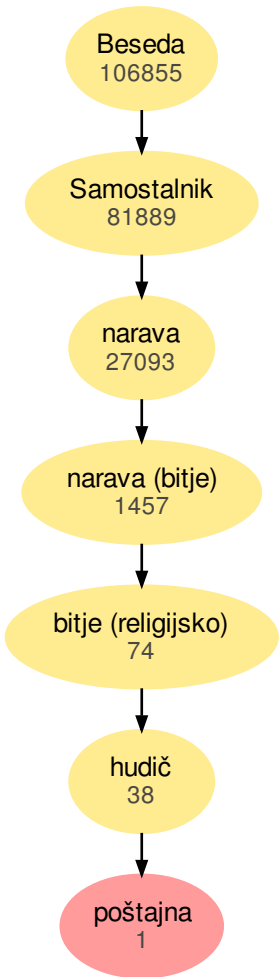 Beseda
106855
Samostalnik
81889
narava
27093
narava (bitje)
1457
bitje (religijsko)
74
hudič
38
poštajna
1